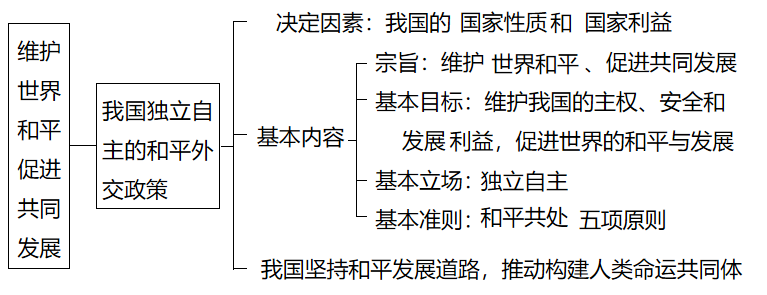 维护
世界
和平
促进
共同
发展
我国独立自
主的和平外
交政策
决定因素：我国的 国家性质和 国家利益
基本内容
宗旨：维护 世界和平 、促进共同发展
基本目标：维护我国的主权、安全和
发展利益，促进世界的和平与发展
基本立场：独立自主
基本准则：和平共处 五项原则
我国坚持和平发展道路，推动构建人类命运共同体